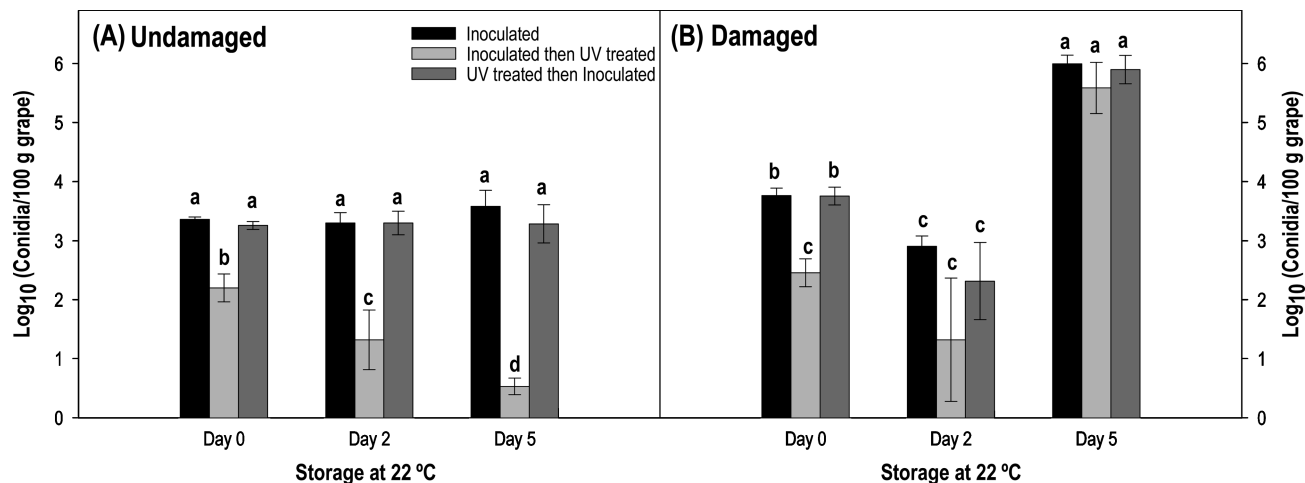 (A) Undamaged
Inoculated
Inoculated then UV treated
UV treated then Inoculated
Log10 (Conidia/100 g grape)
6
5
4
3
2
1
0
a
b
a
a
c
a
a
d
a
Day 0
Day 2
Day 5
Storage at 22 ºC
(B) Damaged
b
c
b
c
c
c
a
a
a
Day 0
Day 2
Day 5
Storage at 22 ºC
6
5
4
3
2
1
0
Log10 (Conidia/100 g grape)